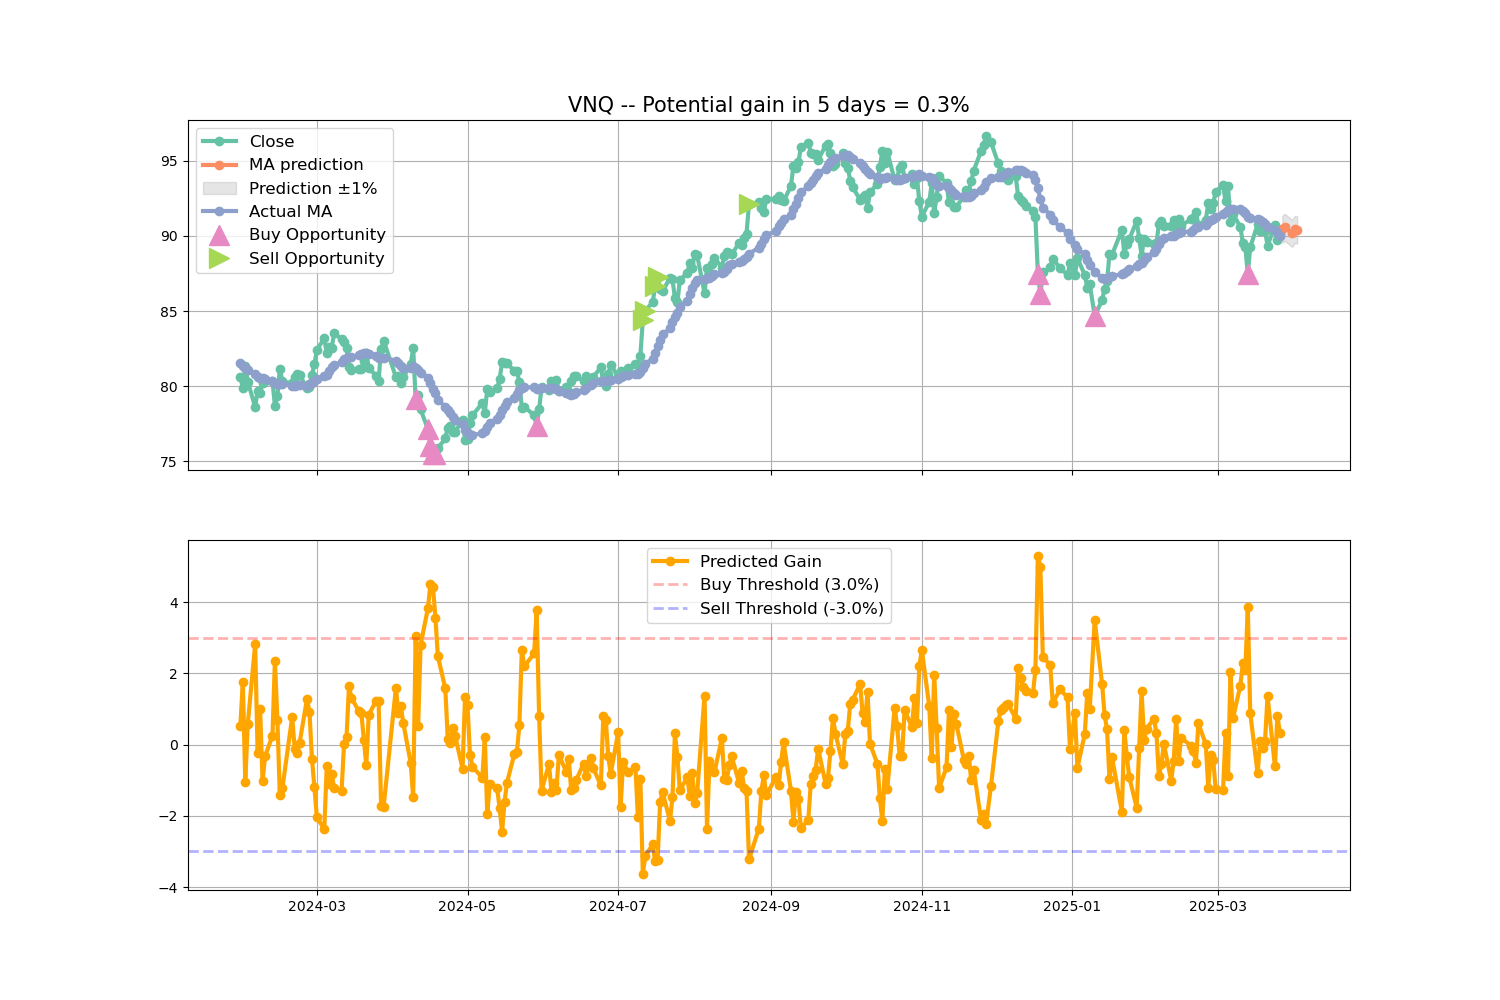 VNQ -- Potential gain in 5 days = 0.3%
Close
MA prediction
Prediction ±1%
Actual MA
Buy Opportunity
Sell Opportunity
95
90
85
80
75
Predicted Gain
Buy Threshold (3.0%)
Sell Threshold (-3.0%)
4
2
0
−2
−4
2024-03
2024-05
2024-07
2024-09
2024-11
2025-01
2025-03